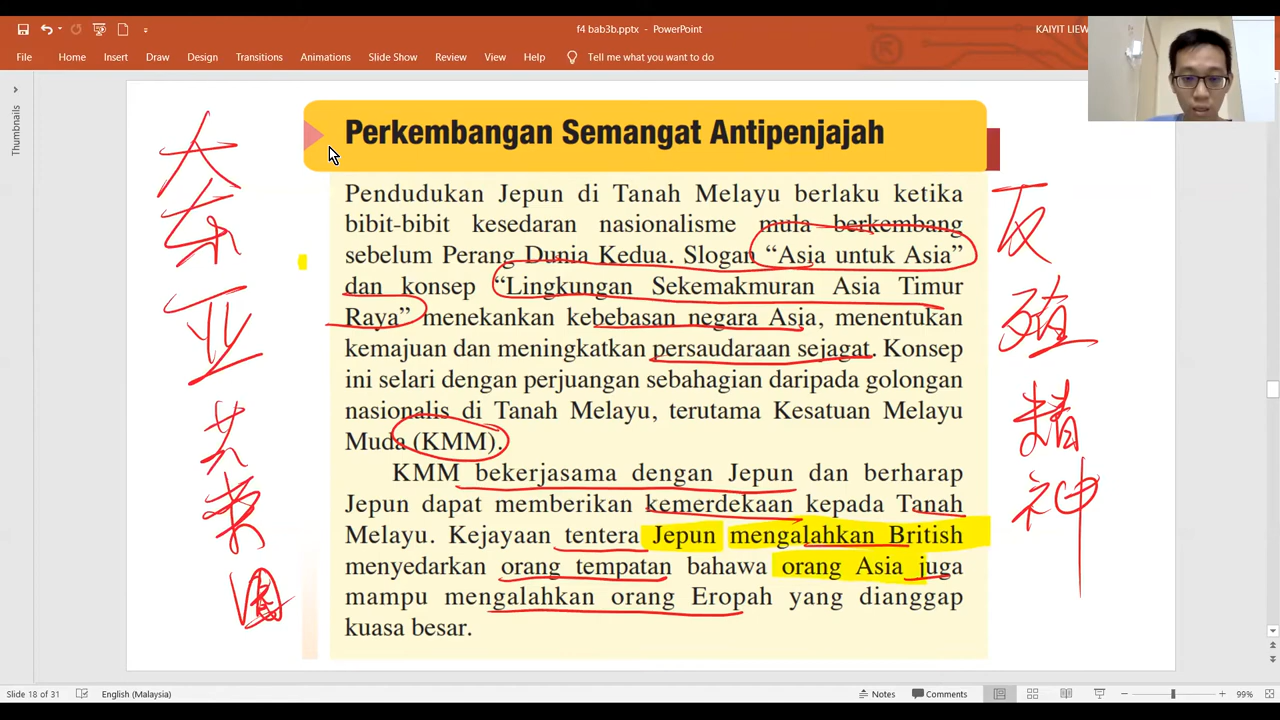 f4 bab3b.pptx - PowerPoint
KAIYIT LIEW
File Home Insert Draw Design Transitions Animations Slide Show Review View Help Tell me what you want to do
Thumbnails
Perkembangan Semangat Antipenjajah
Pendudukan Jepun di Tanah Melayu berlaku ketika
bibit-bibit kesedaran nasionalisme mula berkembang
sebelum Perang Dunia Kedua. Slogan “Asia untuk Asia”
dan konsep “Lingkungan Sekemakmuran Asia Timur
Raya” menekankan kebebasan negara Asia, menentukan
kemajuan dan meningkatkan persaudaraan sejagat. Konsep
ini selari dengan perjuangan sebahagian daripada golongan
nasionalis di Tanah Melayu, terutama Kesatuan Melayu
Muda (KMM).
KMM bekerjasama dengan Jepun dan berharap
Jepun dapat memberikan kemerdekaan kepada Tanah
Melayu. Kejayaan tentera Jepun mengalahkan British
menyedarkan orang tempatan bahawa orang Asia juga
mampu mengalahkan orang Eropah yang dianggap
kuasa besar.
大东亚共荣圈
反殖精神
Slide 18 of 31 English (Malaysia) Notes Comments 99%